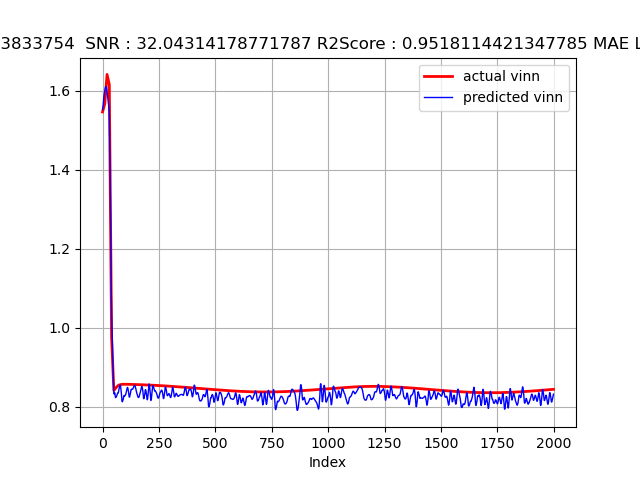 3833754 SNR : 32.04314178771787 R2Score : 0.9518114421347785 MAE L
actual vinn
predicted vinn
1.6
1.4
1.2
1.0
0.8
0 250 500 750 1000 1250 1500 1750 2000
Index